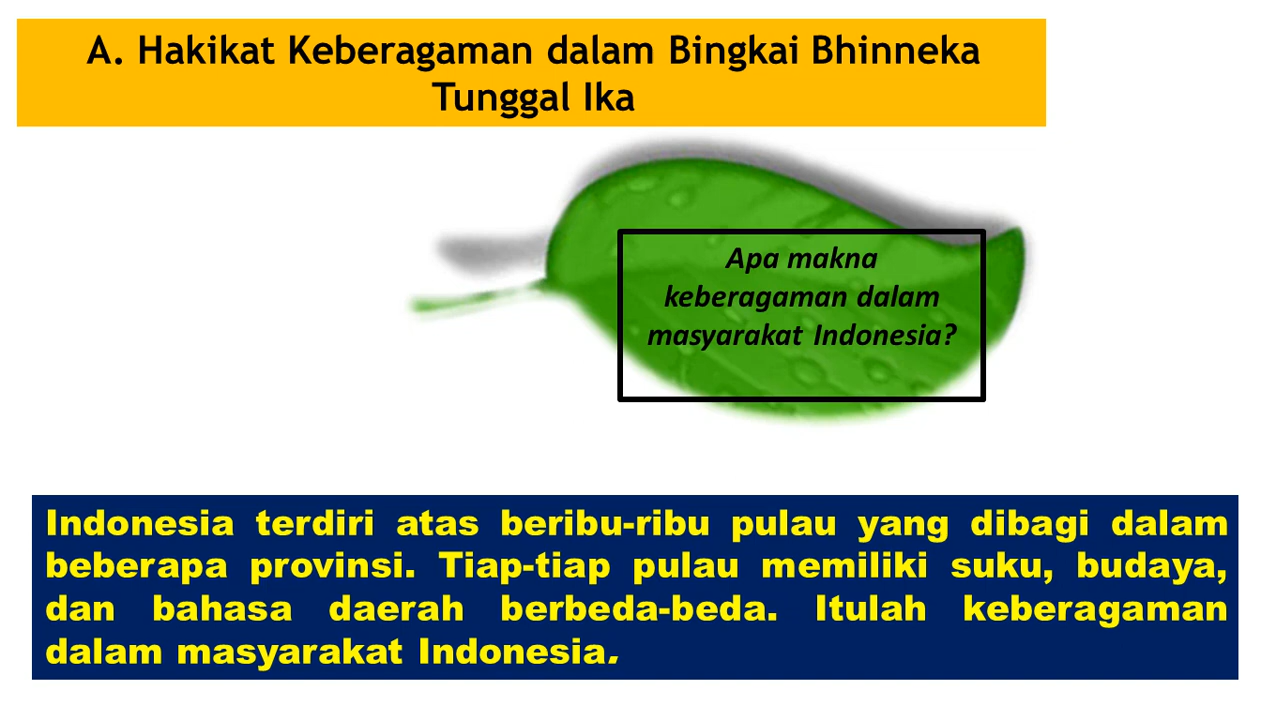 A. Hakikat Keberagaman dalam Bingkai Bhinneka
Tunggal Ika
Apa makna
keberagaman dalam
masyarakat Indonesia?
Indonesia terdiri atas beribu-ribu pulau yang dibagi dalam
beberapa provinsi. Tiap-tiap pulau memiliki suku, budaya,
dan bahasa daerah berbeda-beda. Itulah keberagaman
dalam masyarakat Indonesia.